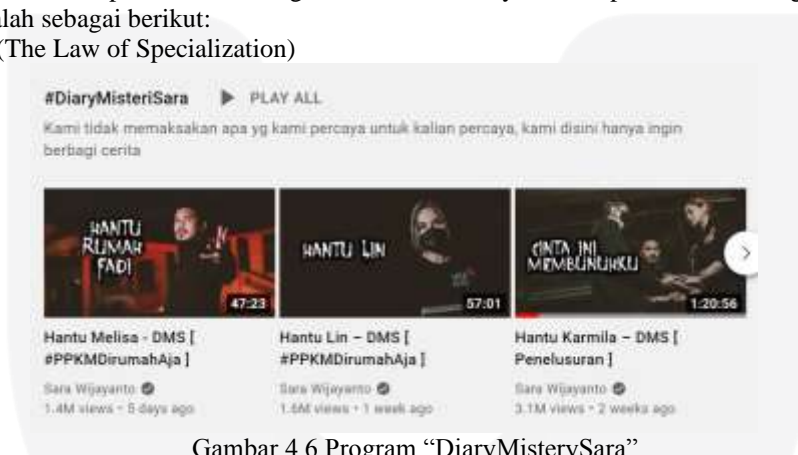 alah sebagai berikut:
(The Law of Specialization)
#DiaryMisteriSara PLAY ALL
Kami tidak memaksakan apa yg kami percaya untuk kalian percaya, kami disini hanya ingin
berbagi cerita
HANTU
RUMAH
FADI
47:23
HANTU LIN
57:01
CINTA INI
MEMBUNUHKU
1:20:56
Hantu Melisa - DMS [
#PPKMDirumahAja ]
Sara Wijayanto
1.4M views • 5 days ago
Hantu Lin – DMS [
#PPKMDirumahAja ]
Sara Wijayanto
1.6M views • 1 week ago
Hantu Karmila – DMS [
Penelusuran ]
Sara Wijayanto
3.1M views • 2 weeks ago
Gambar 4.6 Program “DiaryMisterySara”